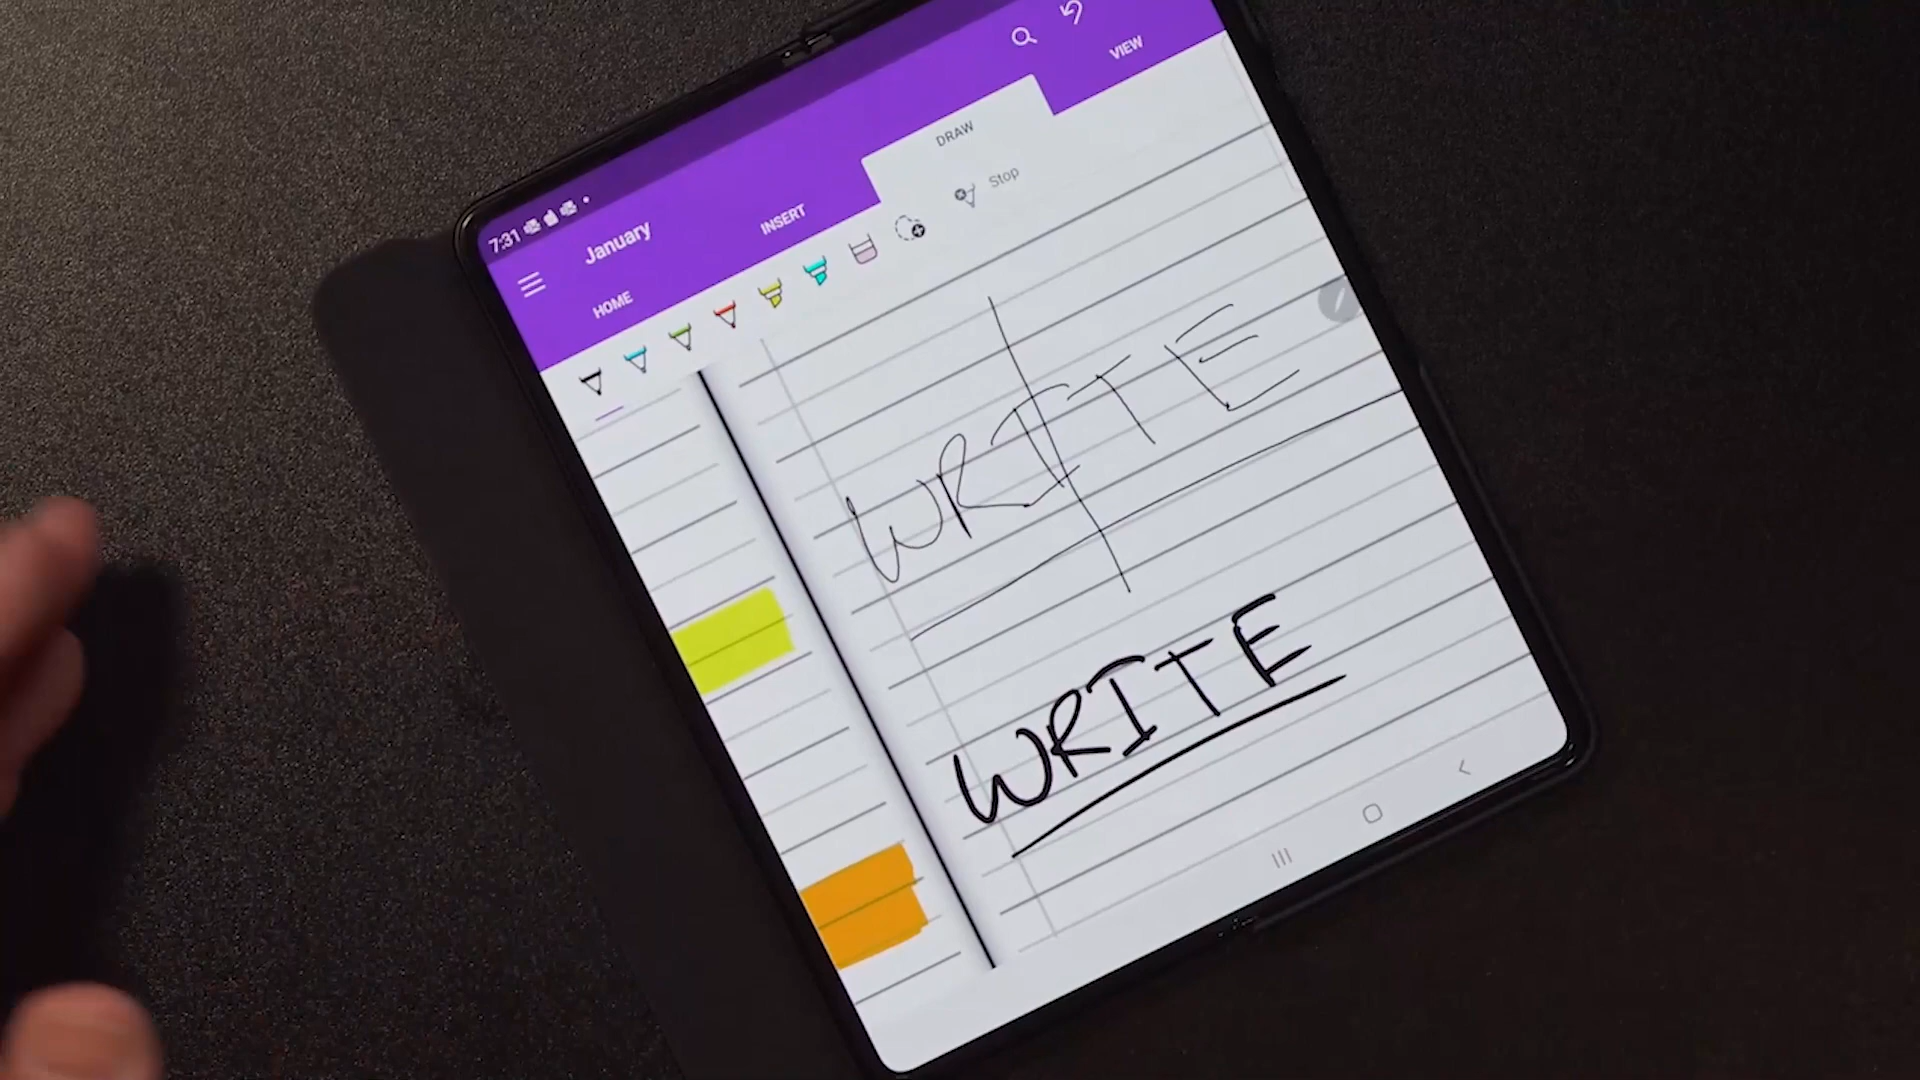 7:31
January
HOME
INSERT
DRAW
VIEW
Stop
WRITE
WRITE